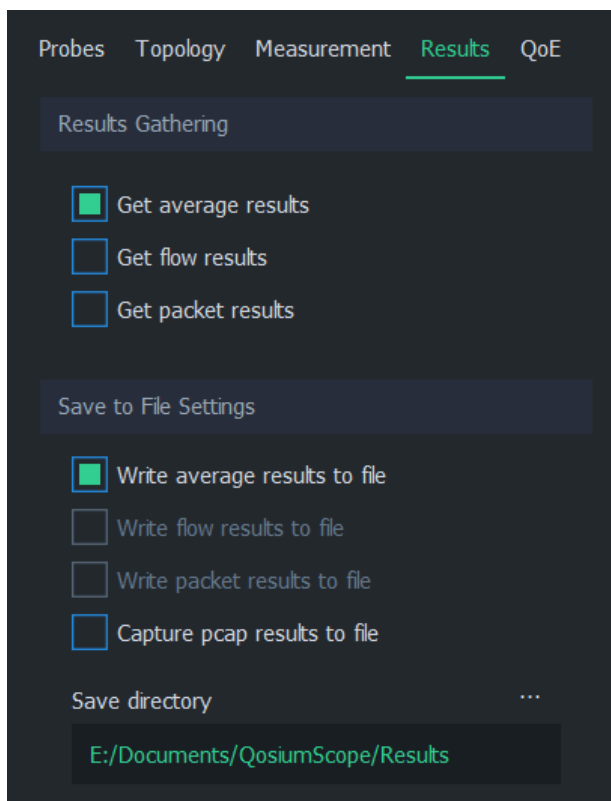 Probes Topology Measurement Results QoE
Results Gathering
Get average results
Get flow results
Get packet results
Save to File Settings
Write average results to file
Write flow results to file
Write packet results to file
Capture pcap results to file
Save directory ...
E:/Documents/QosiumScope/Results